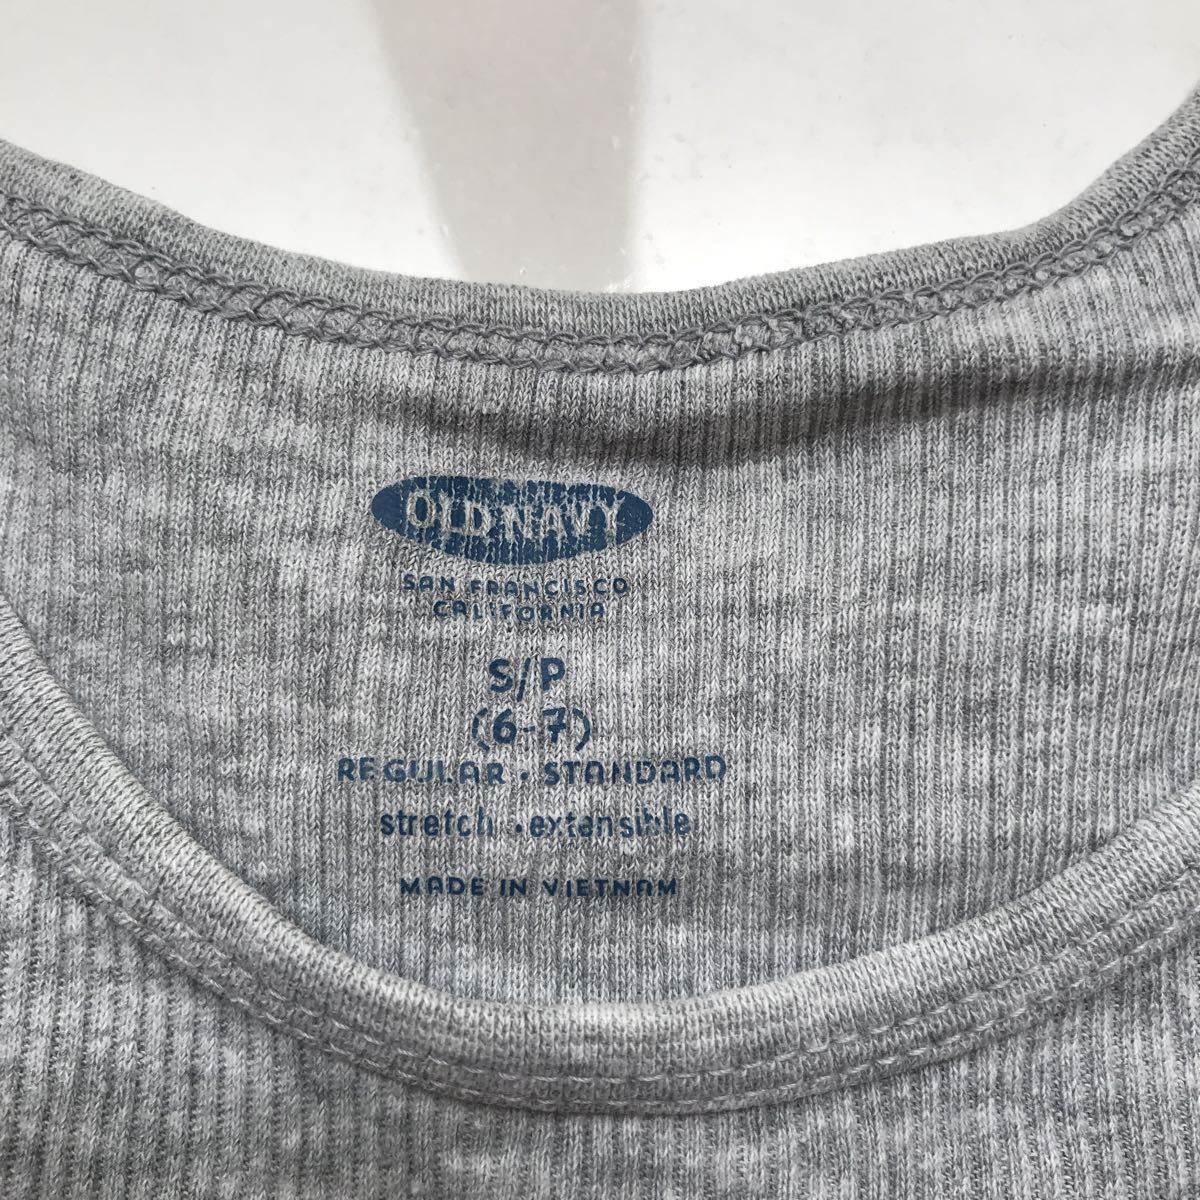 OLD NAVY
SAN FRANCISCO
CALIFORNIA
S/P
(6-7)
REGULAR · STANDARD
stretch · extensible
MADE IN VIETNAM